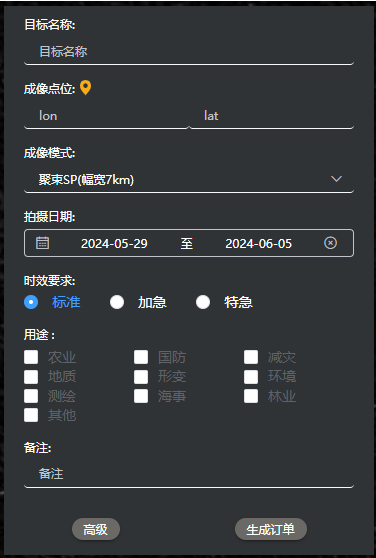 目标名称:
目标名称
成像点位:
lon lat
成像模式:
聚束SP(幅宽7km)
拍摄日期:
2024-05-29 至 2024-06-05
时效要求:
标准 加急 特急
用途 :
农业 国防 减灾
地质 形变 环境
测绘 海事 林业
其他
备注:
备注
高级 生成订单